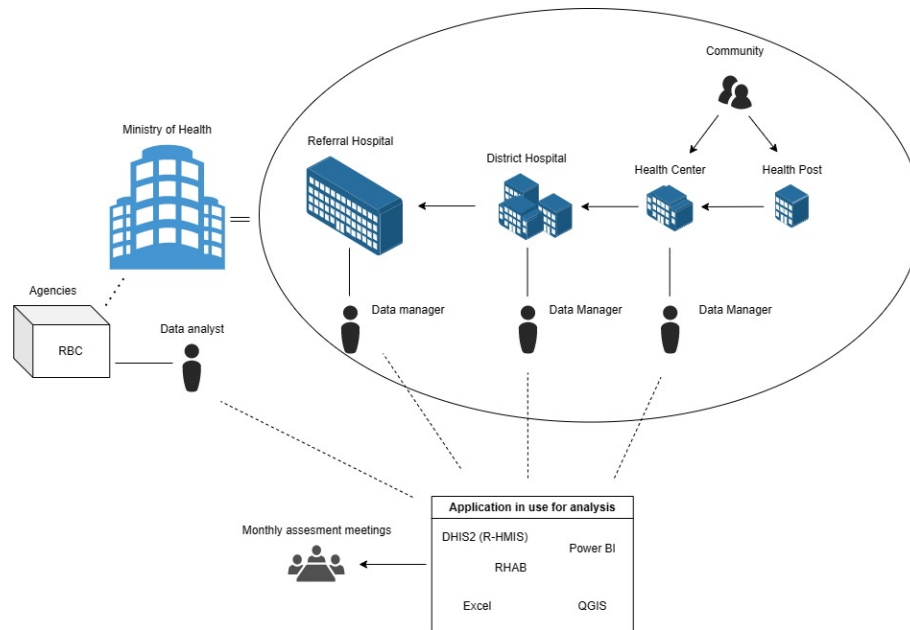 Community
Ministry of Health
Referral Hospital
District Hospital
Health Center
Health Post
Agencies
RBC
Data analyst
Data manager
Data Manager
Data Manager
Application in use for analysis
DHIS2 (R-HMIS)
Power BI
RHAB
Excel
QGIS
Monthly assesment meetings